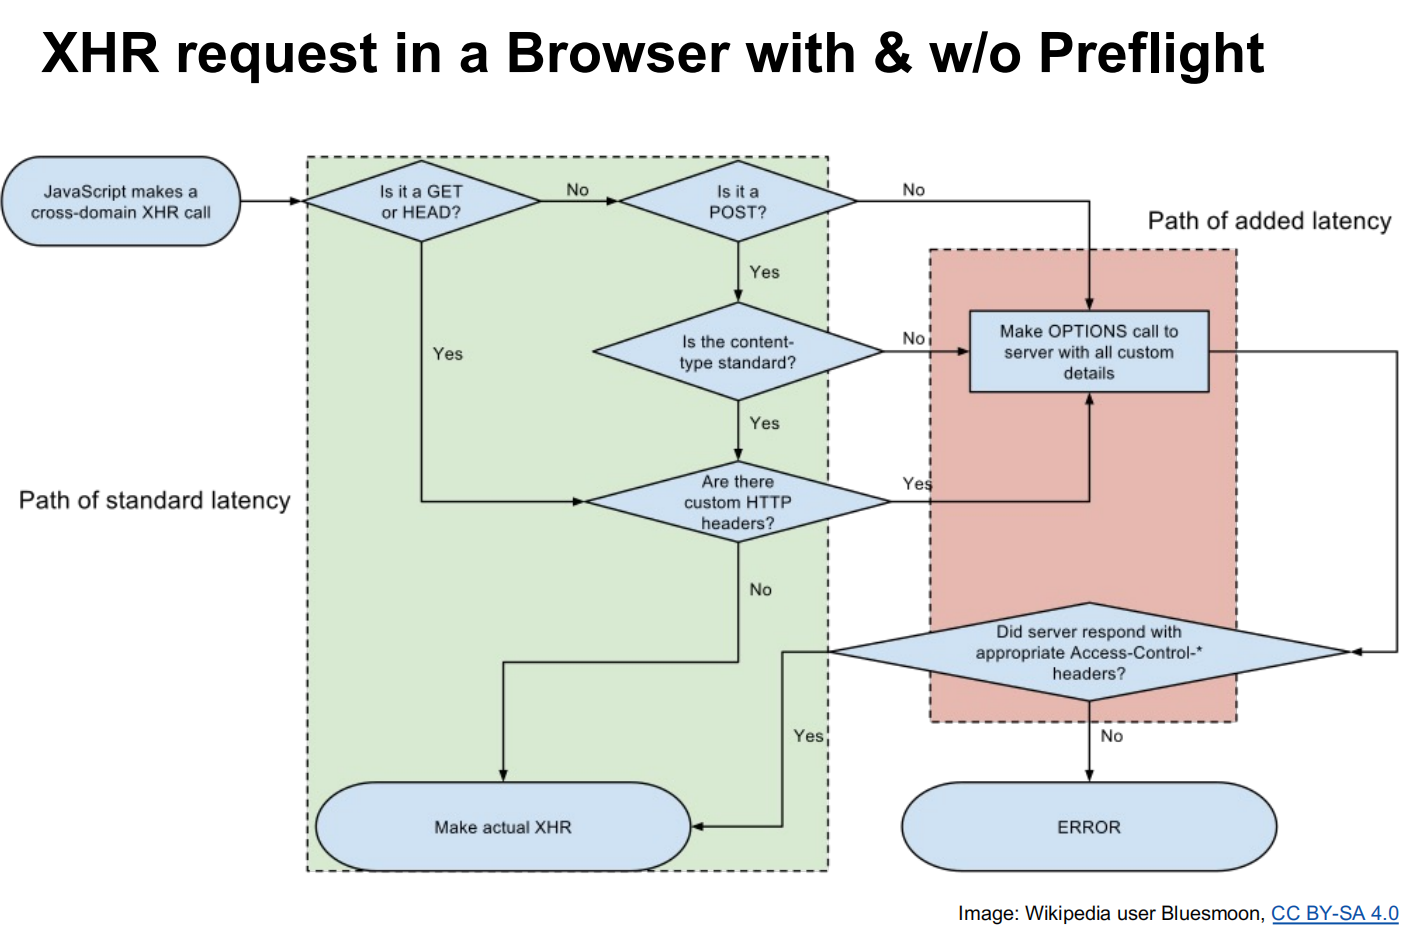 XHR request in a Browser with & w/o Preflight
JavaScript makes a
cross-domain XHR call
Is it a GET
or HEAD?
No
Is it a
POST?
No
Path of added latency
Yes
Yes
Is the content-
type standard?
No
Make OPTIONS call to
server with all custom
details
Yes
Path of standard latency
Are there
custom HTTP
headers?
Yes
No
Did server respond with
appropriate Access-Control-*
headers?
Yes
No
Make actual XHR
ERROR
Image: Wikipedia user Bluesmoon, CC BY-SA 4.0